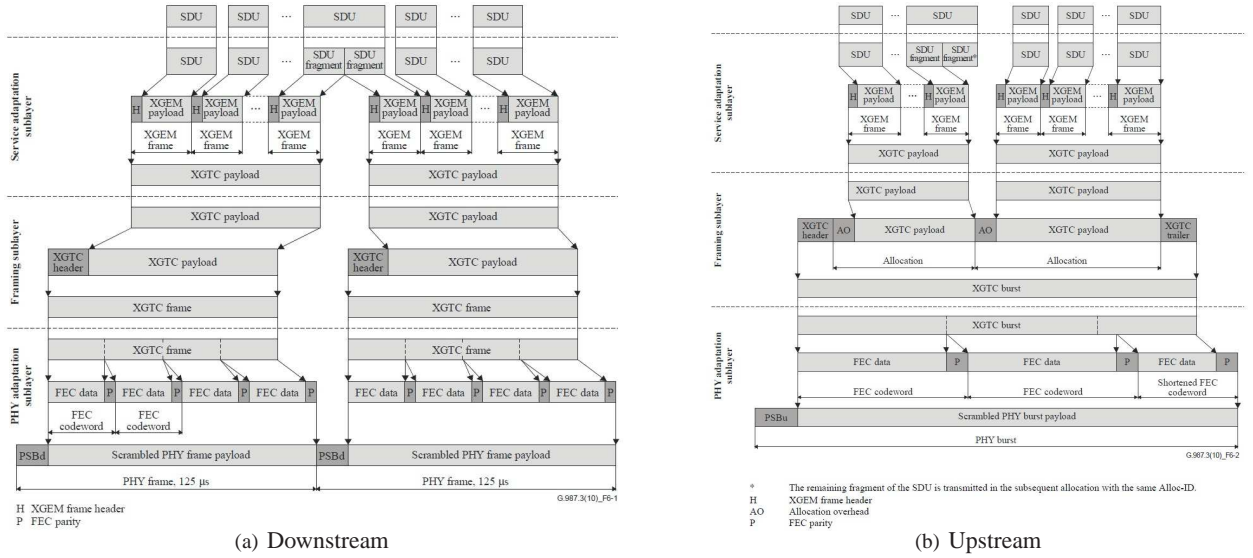 SDU SDU ... SDU SDU ... SDU
Service adaptation sublayer
SDU SDU ... SDU fragment SDU fragment SDU ... SDU
H XGEM payload H XGEM payload ... H XGEM payload H XGEM payload H XGEM payload ... H XGEM payload
XGEM frame XGEM frame XGEM frame XGEM frame XGEM frame XGEM frame
XGTC payload XGTC payload
Framing sublayer
XGTC payload XGTC payload
XGTC header XGTC payload XGTC header XGTC payload
XGTC frame XGTC frame
PHY adaptation sublayer
XGTC frame XGTC frame
FEC data P FEC data P FEC data P FEC data P FEC data P FEC data P FEC data P FEC data P
FEC codeword FEC codeword
PSBd Scrambled PHY frame payload PSBd Scrambled PHY frame payload
PHY frame, 125 μs PHY frame, 125 μs
G.987.3(10)_F6-1
H XGEM frame header
P FEC parity
(a) Downstream
SDU ... SDU SDU SDU ... SDU
Service adaptation sublayer
SDU ... SDU fragment SDU fragment* SDU SDU ... SDU
H XGEM payload ... H XGEM payload H XGEM payload H XGEM payload ... H XGEM payload
XGEM frame XGEM frame XGEM frame XGEM frame XGEM frame
XGTC payload XGTC payload
Framing sublayer
XGTC payload XGTC payload
XGTC header AO XGTC payload AO XGTC payload XGTC trailer
Allocation Allocation
XGTC burst
PHY adaptation sublayer
XGTC burst
FEC data P FEC data P FEC data P
FEC codeword FEC codeword Shortened FEC codeword
PSBu Scrambled PHY burst payload
PHY burst
G.987.3(10)_F6-2
* The remaining fragment of the SDU is transmitted in the subsequent allocation with the same Alloc-ID.
H XGEM frame header
AO Allocation overhead
P FEC parity
(b) Upstream